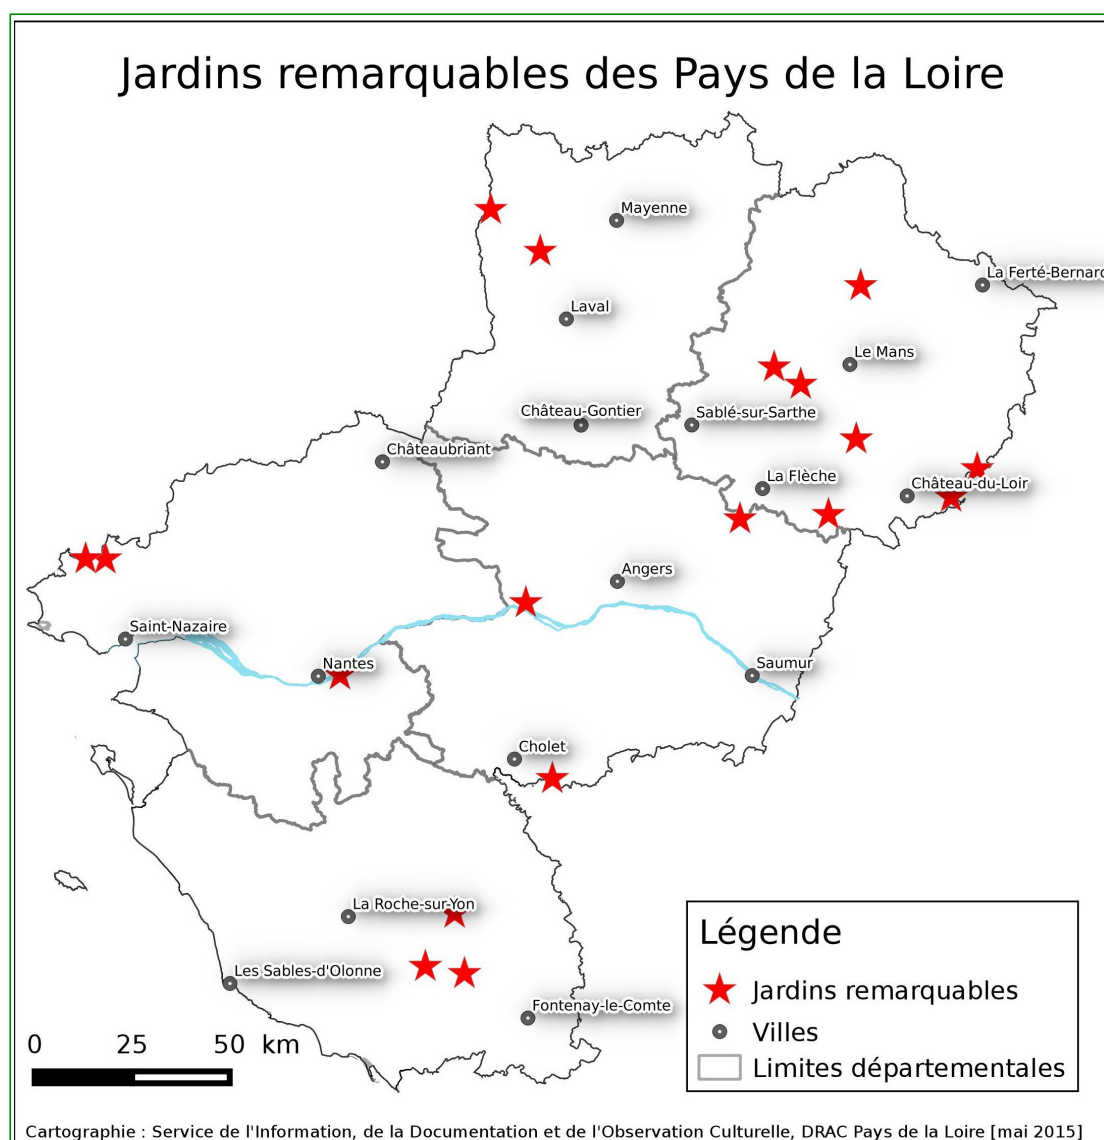 Jardins remarquables des Pays de la Loire
Mayenne
La Ferté-Bernard
Laval
Le Mans
Château-Gontier
Sablé-sur-Sarthe
Châteaubriant
La Flèche
Château-du-Loir
Angers
Saint-Nazaire
Nantes
Saumur
Cholet
La Roche-sur-Yon
Les Sables-d'Olonne
Fontenay-le-Comte
Légende
Jardins remarquables
Villes
Limites départementales
0 25 50 km
Cartographie : Service de l'Information, de la Documentation et de l'Observation Culturelle, DRAC Pays de la Loire [mai 2015]